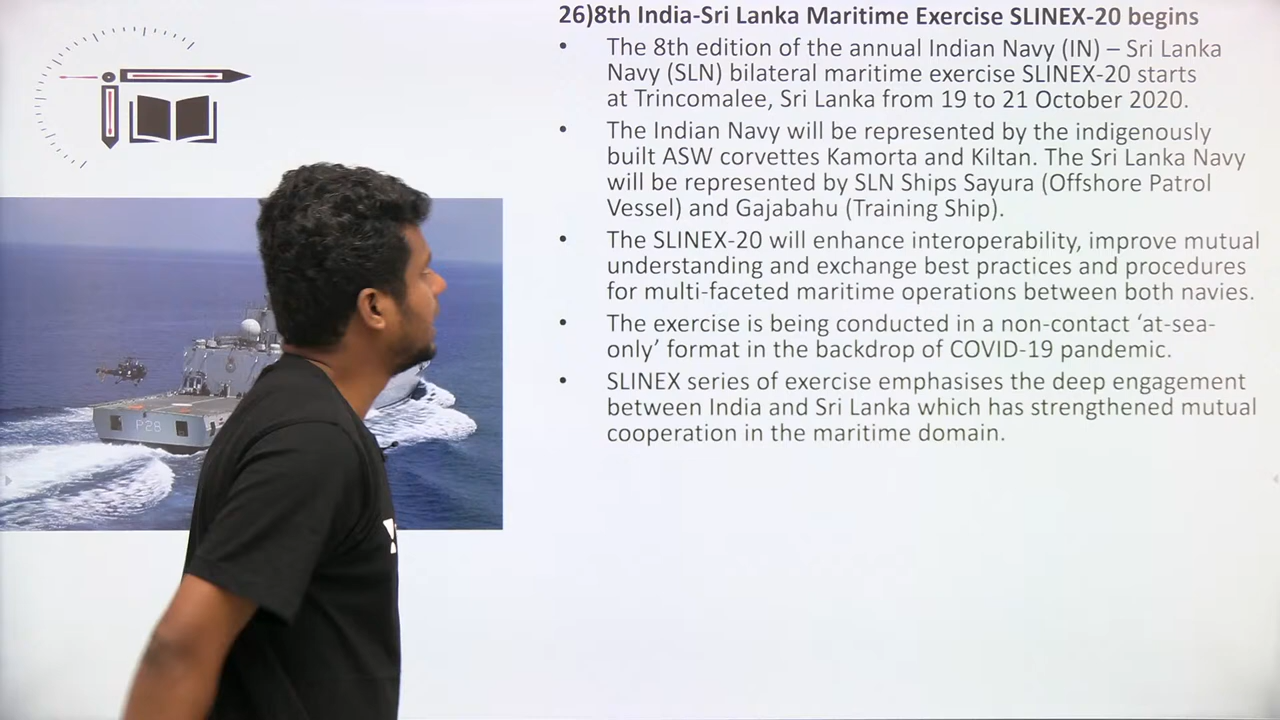 26)8th India-Sri Lanka Maritime Exercise SLINEX-20 begins
• The 8th edition of the annual Indian Navy (IN) – Sri Lanka
Navy (SLN) bilateral maritime exercise SLINEX-20 starts
at Trincomalee, Sri Lanka from 19 to 21 October 2020.
• The Indian Navy will be represented by the indigenously
built ASW corvettes Kamorta and Kiltan. The Sri Lanka Navy
will be represented by SLN Ships Sayura (Offshore Patrol
Vessel) and Gajabahu (Training Ship).
• The SLINEX-20 will enhance interoperability, improve mutual
understanding and exchange best practices and procedures
for multi-faceted maritime operations between both navies.
• The exercise is being conducted in a non-contact ‘at-sea-
only’ format in the backdrop of COVID-19 pandemic.
• SLINEX series of exercise emphasises the deep engagement
between India and Sri Lanka which has strengthened mutual
cooperation in the maritime domain.
P28